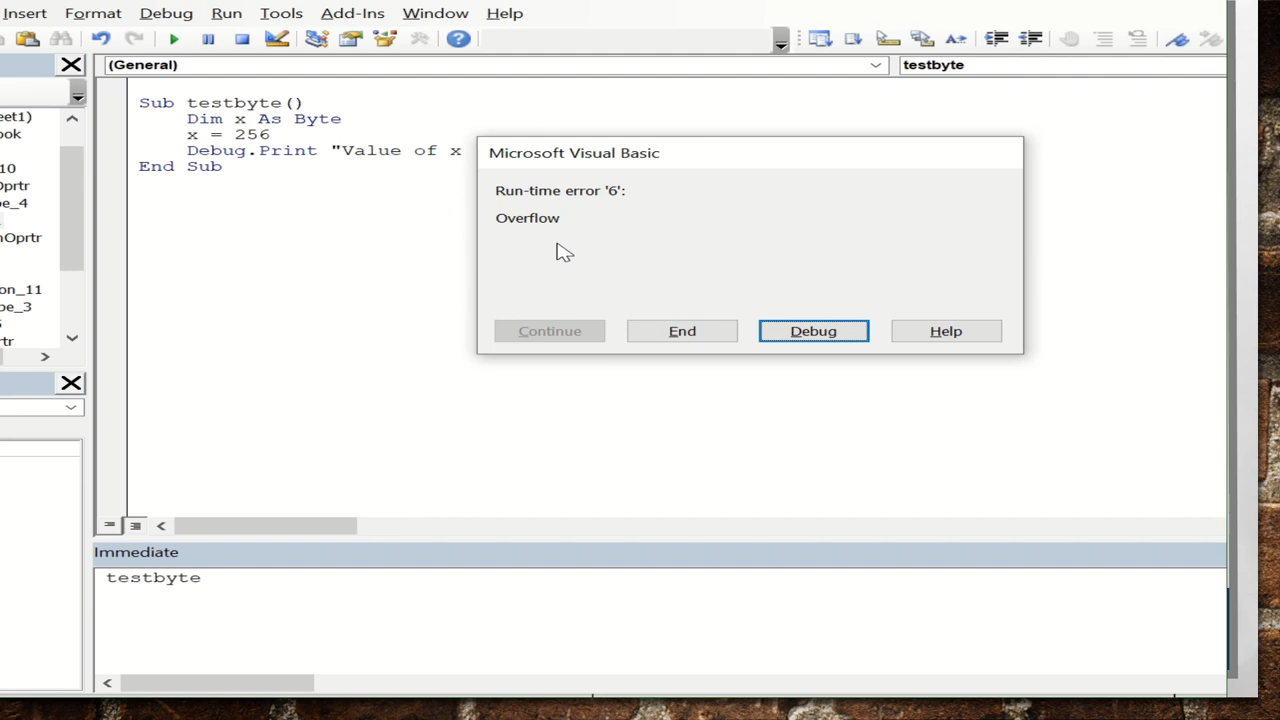 Insert Format Debug Run Tools Add-Ins Window Help
(General) testbyte
eet1)
ook
10
Oprtr
pe_4
nOprtr
on_11
pe_3
rtr
Sub testbyte()
Dim x As Byte
x = 256
Debug.Print "Value of x
End Sub
Microsoft Visual Basic
Run-time error '6':
Overflow
Continue End Debug Help
Immediate
testbyte